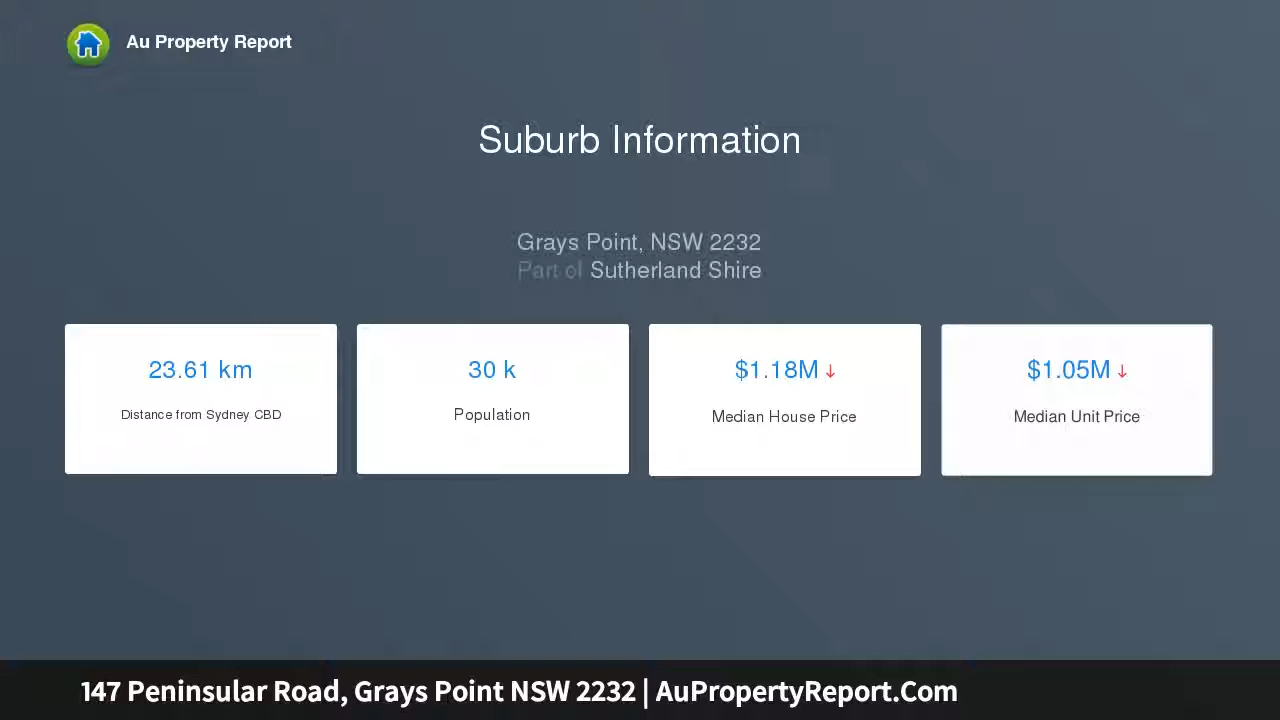 Au Property Report
Suburb Information
Grays Point, NSW 2232
Part of Sutherland Shire
23.61 km
Distance from Sydney CBD
30 k
Population
$1.18M ↓
Median House Price
$1.05M ↓
Median Unit Price
147 Peninsular Road, Grays Point NSW 2232 | AuPropertyReport.Com